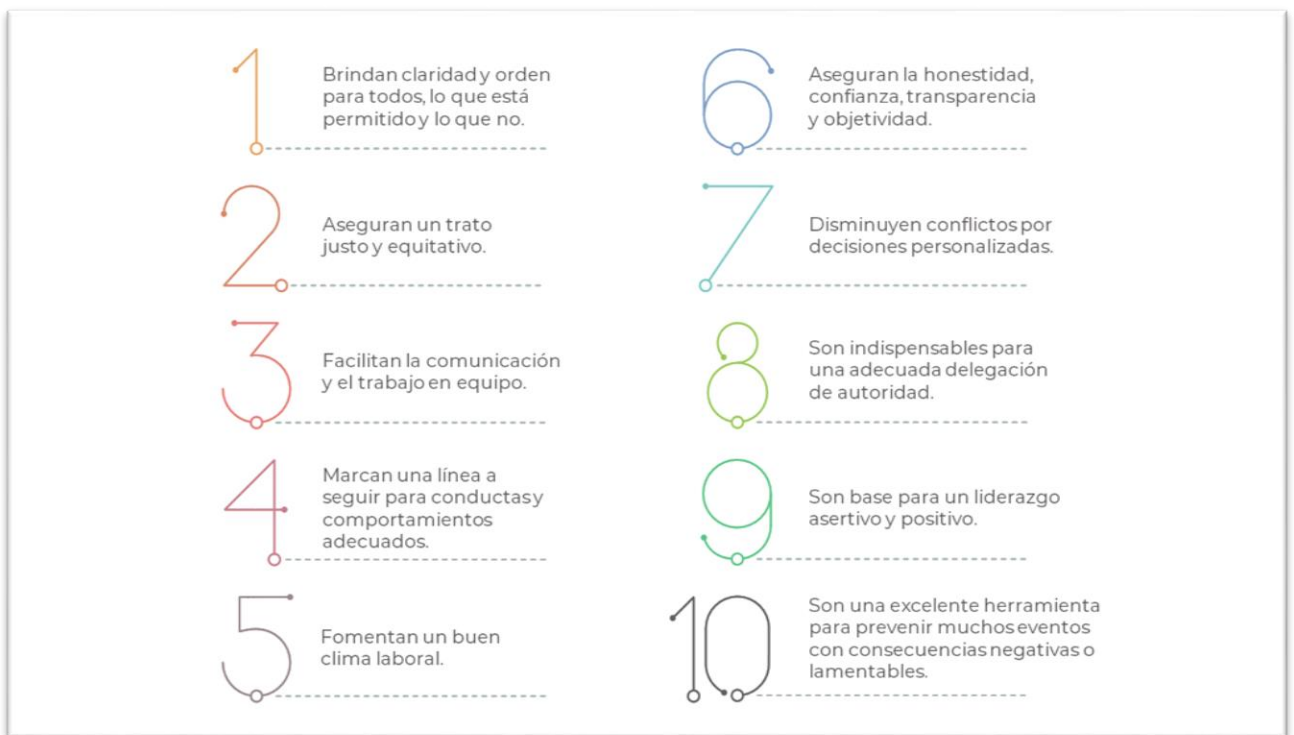 1
Brindan claridad y orden
para todos, lo que está
permitido y lo que no.
2
Aseguran un trato
justo y equitativo.
3
Facilitan la comunicación
y el trabajo en equipo.
4
Marcan una línea a
seguir para conductas y
comportamientos
adecuados.
5
Fomentan un buen
clima laboral.
6
Aseguran la honestidad,
confianza, transparencia
y objetividad.
7
Disminuyen conflictos por
decisiones personalizadas.
8
Son indispensables para
una adecuada delegación
de autoridad.
9
Son base para un liderazgo
asertivo y positivo.
10
Son una excelente herramienta
para prevenir muchos eventos
con consecuencias negativas o
lamentables.